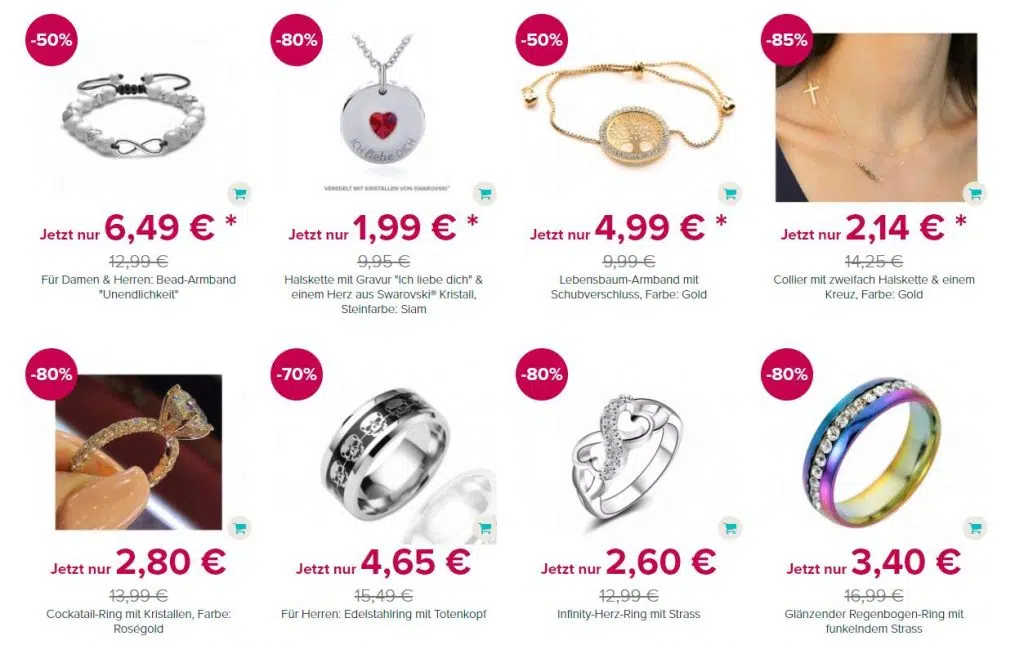 -50%
-80%
-50%
-85%
ICH liebe DICH
VEREDELT MIT KRISTALLEN VON SWAROVSKI®
Jetzt nur 6,49 € *
12,99 €
Für Damen & Herren: Bead-Armband
"Unendlichkeit"
Jetzt nur 1,99 € *
9,95 €
Halskette mit Gravur "Ich liebe dich" &
einem Herz aus Swarovski® Kristall,
Steinfarbe: Siam
Jetzt nur 4,99 € *
9,99 €
Lebensbaum-Armband mit
Schubverschluss, Farbe: Gold
Jetzt nur 2,14 € *
14,25 €
Collier mit zweifach Halskette & einem
Kreuz, Farbe: Gold
-80%
-70%
-80%
-80%
Jetzt nur 2,80 €
13,99 €
Cockatail-Ring mit Kristallen, Farbe:
Roségold
Jetzt nur 4,65 €
15,49 €
Für Herren: Edelstahlring mit Totenkopf
Jetzt nur 2,60 €
12,99 €
Infinity-Herz-Ring mit Strass
Jetzt nur 3,40 €
16,99 €
Glänzender Regenbogen-Ring mit
funkelndem Strass